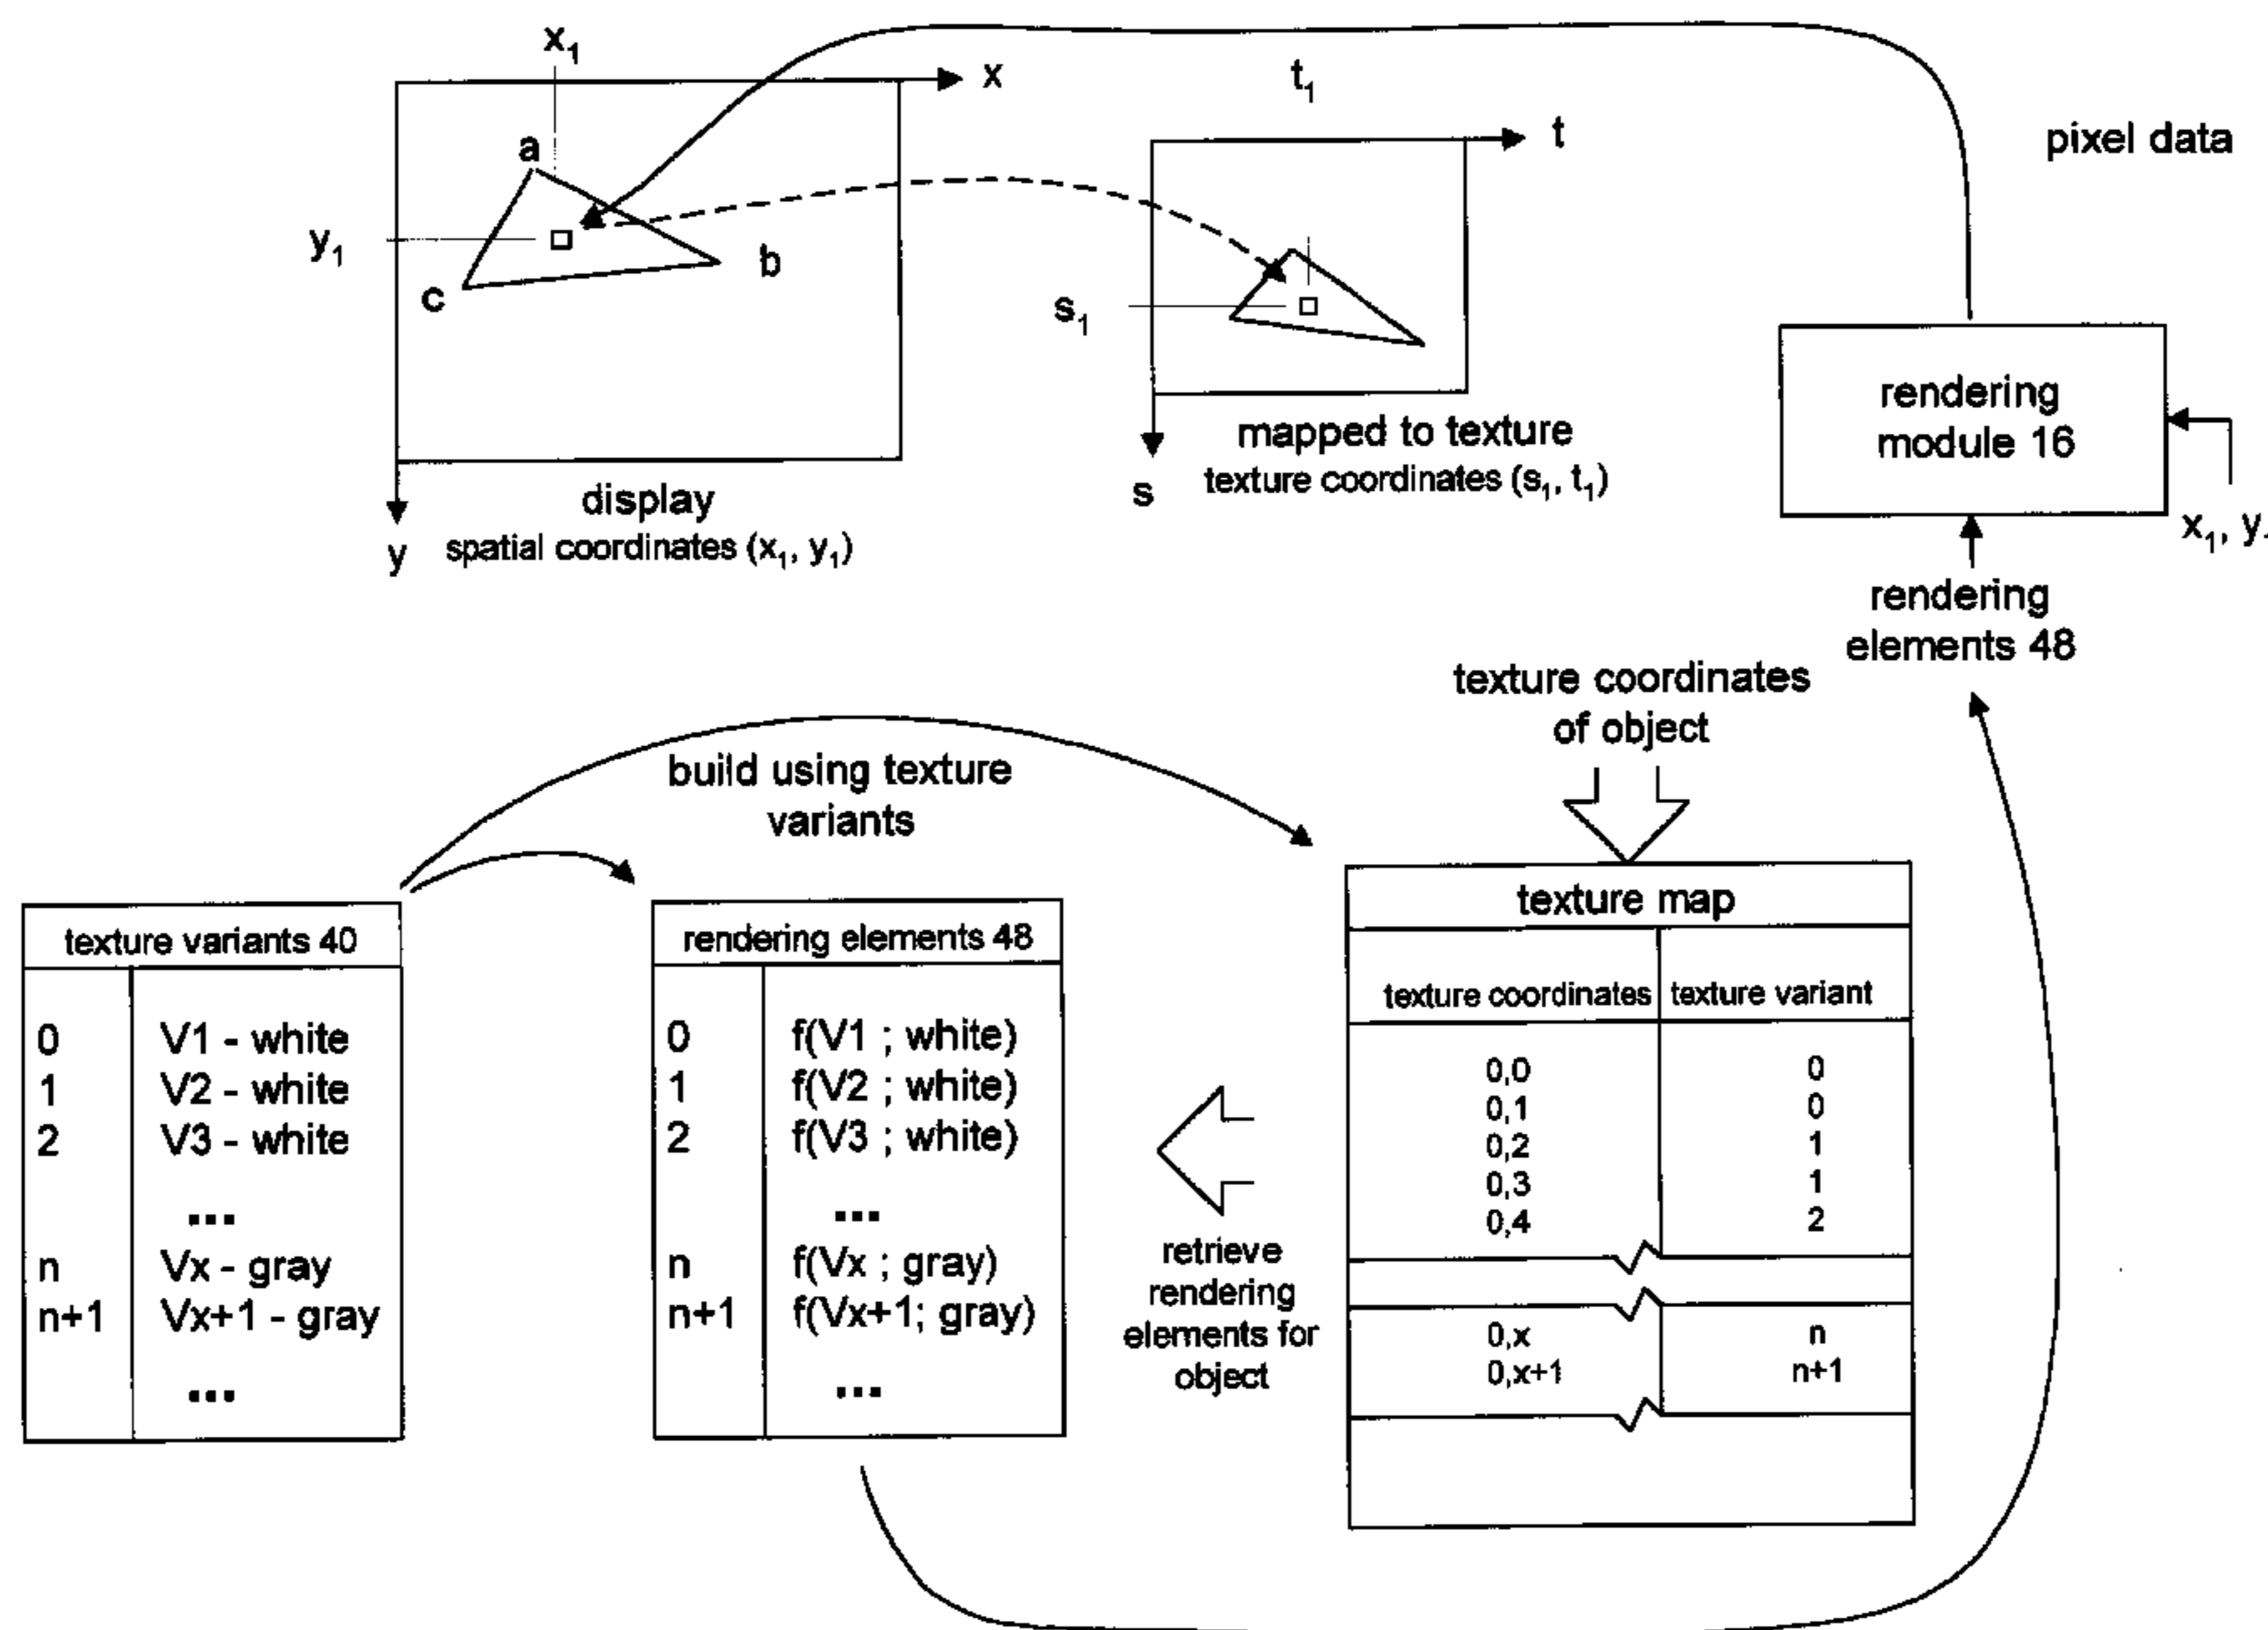 x₁
x
t₁
t
pixel data
a
y₁
b
c
s₁
rendering
module 16
mapped to texture
texture coordinates (s₁, t₁)
s
display
spatial coordinates (x₁, y₁)
y
x₁, y
rendering
elements 48
texture coordinates
of object
build using texture
variants
texture variants 40
0 V1 - white
1 V2 - white
2 V3 - white
...
n Vx - gray
n+1 Vx+1 - gray
...
rendering elements 48
0 f(V1 ; white)
1 f(V2 ; white)
2 f(V3 ; white)
...
n f(Vx ; gray)
n+1 f(Vx+1; gray)
...
retrieve
rendering
elements for
object
texture map
texture coordinates texture variant
0,0 0
0,1 0
0,2 1
0,3 1
0,4 2
0,x n
0,x+1 n+1